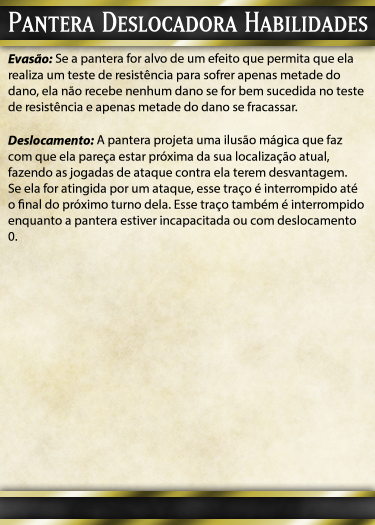 Pantera Deslocadora Habilidades
Evasão: Se a pantera for alvo de um efeito que permita que ela
realiza um teste de resistência para sofrer apenas metade do
dano, ela não recebe nenhum dano se for bem sucedida no teste
de resistência e apenas metade do dano se fracassar.
Deslocamento: A pantera projeta uma ilusão mágica que faz
com que ela pareça estar próxima da sua localização atual,
fazendo as jogadas de ataque contra ela terem desvantagem.
Se ela for atingida por um ataque, esse traço é interrompido até
o final do próximo turno dela. Esse traço também é interrompido
enquanto a pantera estiver incapacitada ou com deslocamento
0.